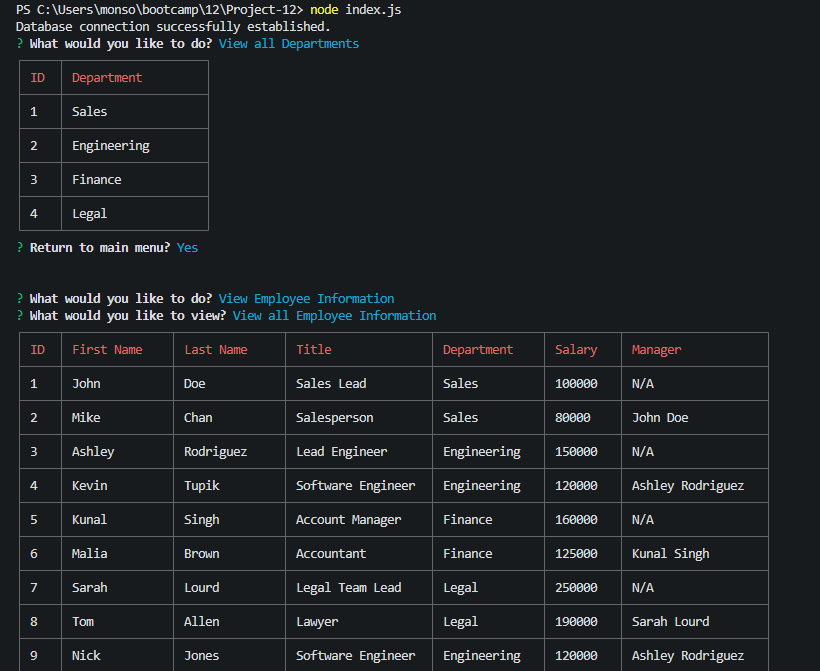 PS C:\Users\monso\bootcamp\12\Project-12> node index.js
Database connection successfully established.
? What would you like to do? View all Departments
ID Department
1 Sales
2 Engineering
3 Finance
4 Legal
? Return to main menu? Yes
? What would you like to do? View Employee Information
? What would you like to view? View all Employee Information
ID First Name Last Name Title Department Salary Manager
1 John Doe Sales Lead Sales 100000 N/A
2 Mike Chan Salesperson Sales 80000 John Doe
3 Ashley Rodriguez Lead Engineer Engineering 150000 N/A
4 Kevin Tupik Software Engineer Engineering 120000 Ashley Rodriguez
5 Kunal Singh Account Manager Finance 160000 N/A
6 Malia Brown Accountant Finance 125000 Kunal Singh
7 Sarah Lourd Legal Team Lead Legal 250000 N/A
8 Tom Allen Lawyer Legal 190000 Sarah Lourd
9 Nick Jones Software Engineer Engineering 120000 Ashley Rodriguez